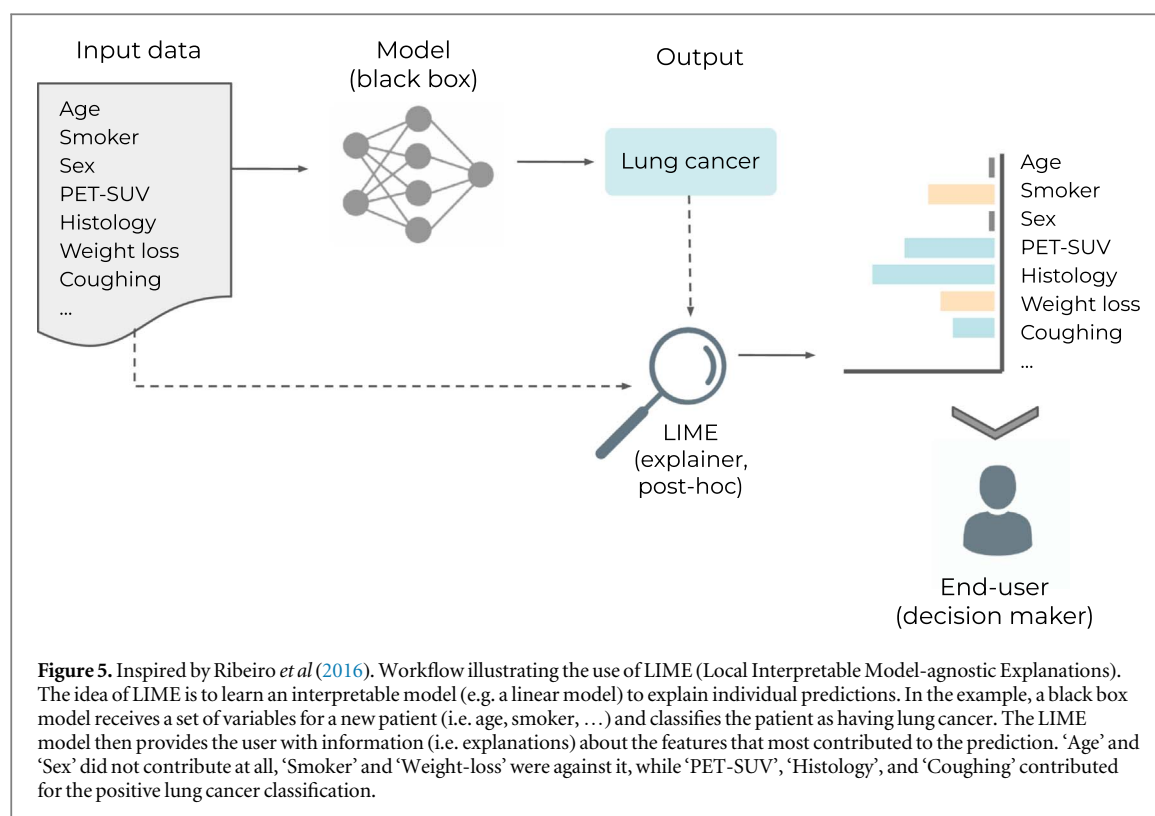 Input data
Model
(black box)
Output
Age
Smoker
Sex
PET-SUV
Histology
Weight loss
Coughing
...
Lung cancer
Age
Smoker
Sex
PET-SUV
Histology
Weight loss
Coughing
...
LIME
(explainer,
post-hoc)
End-user
(decision maker)
Figure 5. Inspired by Ribeiro et al (2016). Workflow illustrating the use of LIME (Local Interpretable Model-agnostic Explanations).
The idea of LIME is to learn an interpretable model (e.g. a linear model) to explain individual predictions. In the example, a black box
model receives a set of variables for a new patient (i.e. age, smoker, …) and classifies the patient as having lung cancer. The LIME
model then provides the user with information (i.e. explanations) about the features that most contributed to the prediction. ‘Age’ and
‘Sex’ did not contribute at all, ‘Smoker’ and ‘Weight-loss’ were against it, while ‘PET-SUV’, ‘Histology’, and ‘Coughing’ contributed
for the positive lung cancer classification.